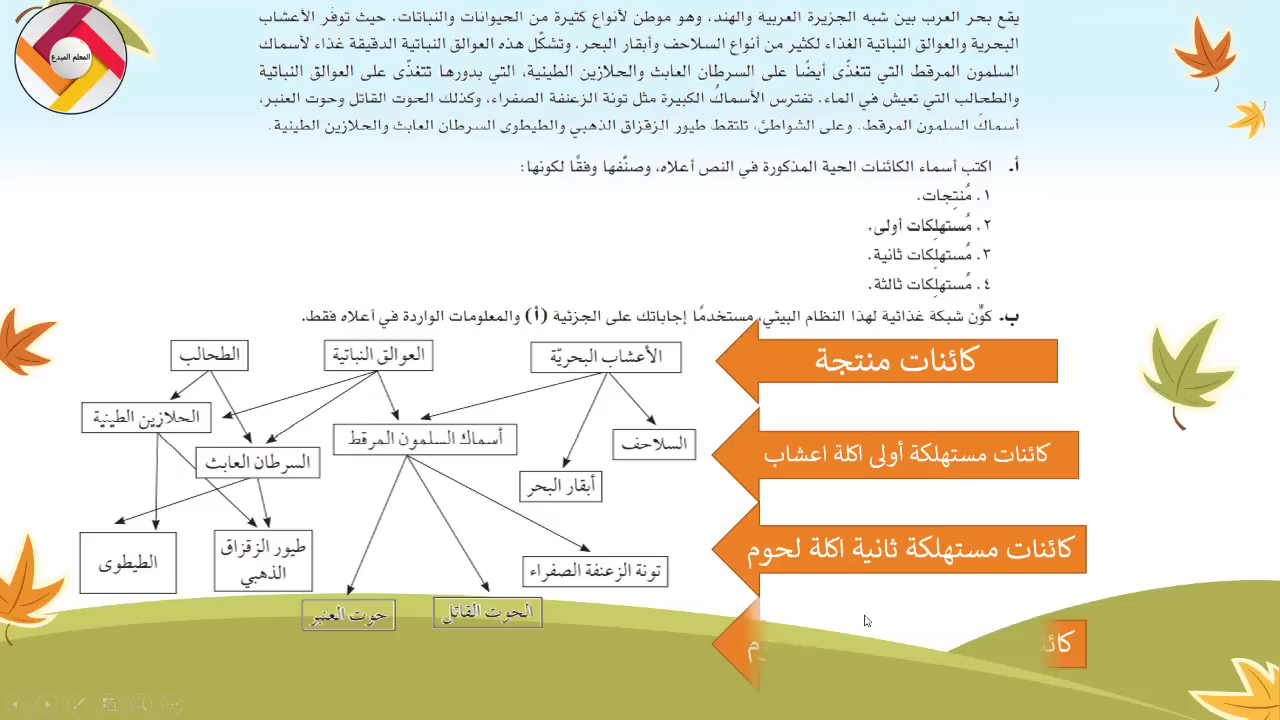 المعلم المبدع
يقع بحر العرب بين شبه الجزيرة العربية والهند، وهو موطن لأنواع كثيرة من الحيوانات والنباتات. حيث توفّر الأعشاب
البحرية والعوالق النباتية الغذاء لكثير من أنواع السلاحف وأبقار البحر. وتشكّل هذه العوالق النباتية الدقيقة غذاء لأسماك
السلمون المرقط التي تتغذّى أيضًا على السرطان العابث والحلازين الطينية، التي بدورها تتغذّى على العوالق النباتية
والطحالب التي تعيش في الماء. تفترس الأسماكُ الكبيرة مثل تونة الزعنفة الصفراء، وكذلك الحوت القاتل وحوت العنبر،
أسماكَ السلمون المرقط. وعلى الشواطئ، تلتقط طيور الزقزاق الذهبي والطيطوى السرطان العابث والحلازين الطينية.
أ. اكتب أسماء الكائنات الحية المذكورة في النص أعلاه، وصنِّفها وفقًا لكونها:
١. مُنتِجات.
٢. مُستهلِكات أولى.
٣. مُستهلِكات ثانية.
٤. مُستهلِكات ثالثة.
ب. كوِّن شبكة غذائية لهذا النظام البيئي، مستخدمًا إجاباتك على الجزئية (أ) والمعلومات الواردة في أعلاه فقط.
كائنات منتجة
الأعشاب البحريّة
العوالق النباتية
الطحالب
كائنات مستهلكة أولى اكلة اعشاب
السلاحف
أبقار البحر
أسماك السلمون المرقط
السرطان العابث
الحلازين الطينية
كائنات مستهلكة ثانية اكلة لحوم
تونة الزعنفة الصفراء
الحوت القاتل
حوت العنبر
طيور الزقزاق
الذهبي
الطيطوى